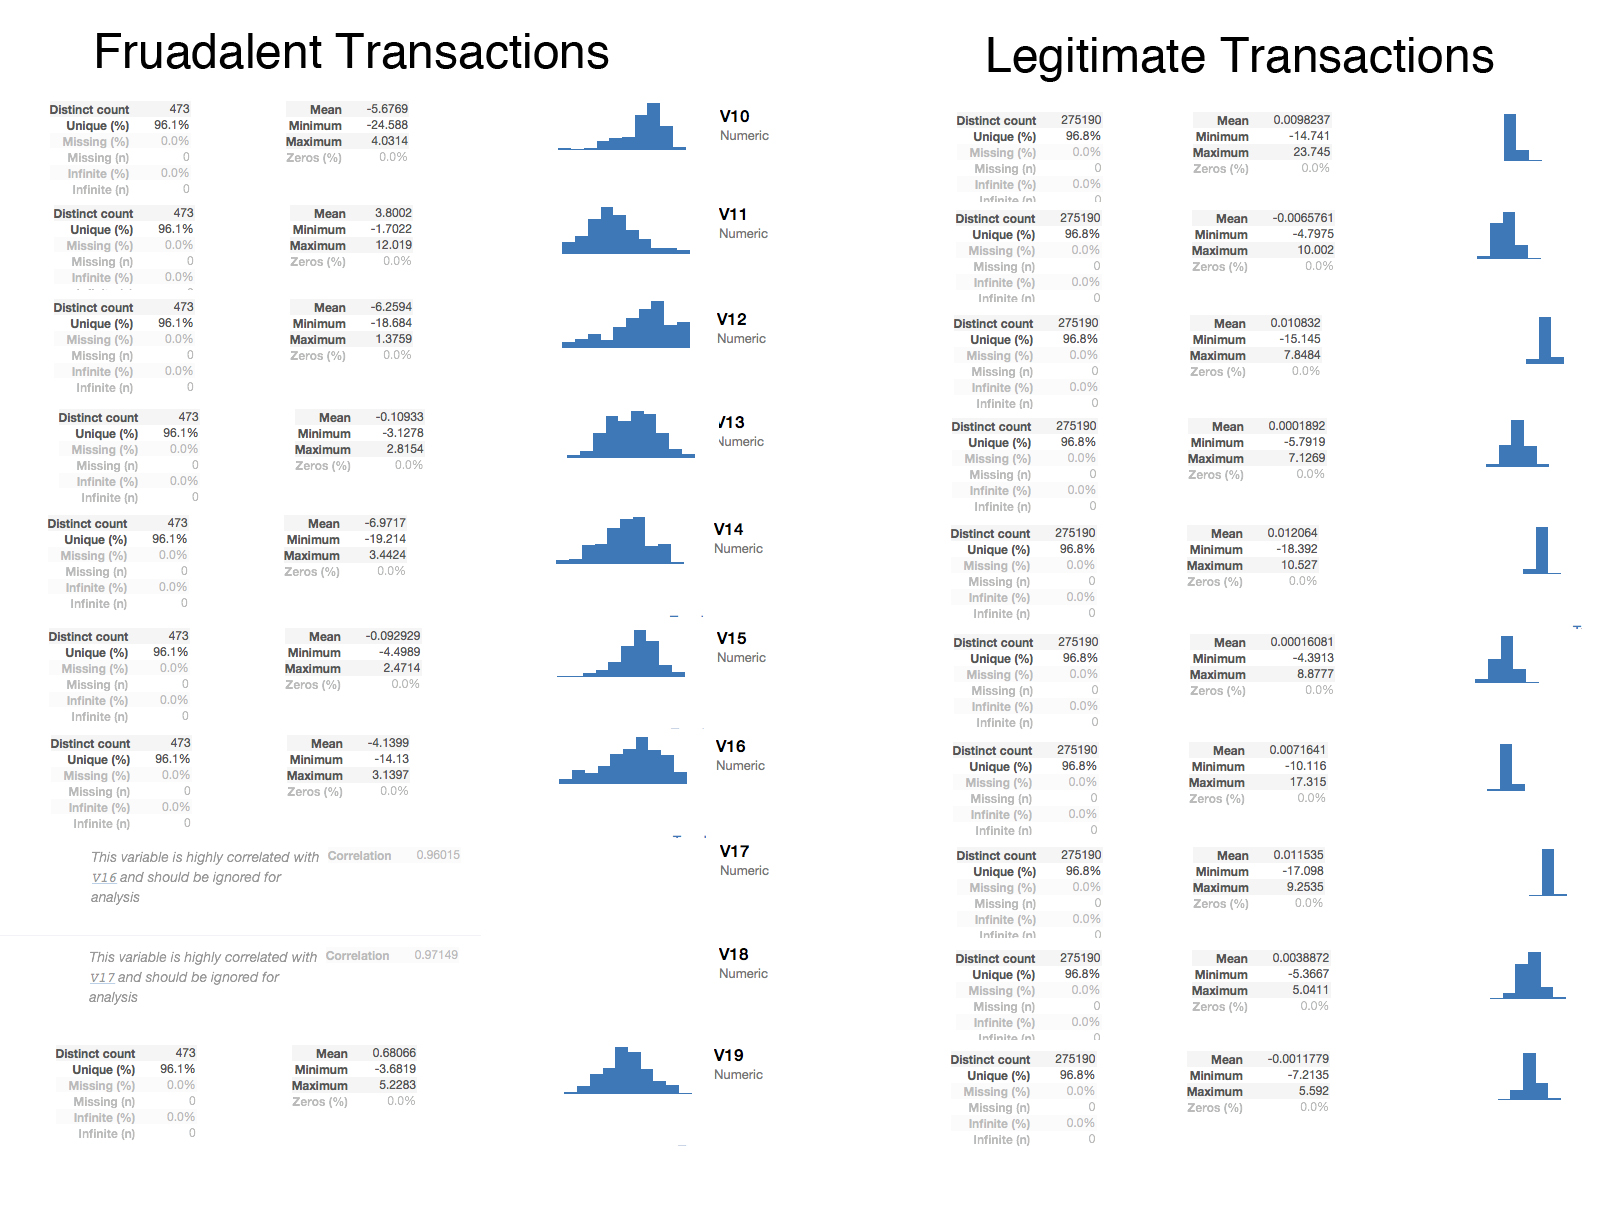 Fruadalent Transactions
Legitimate Transactions
Distinct count 473
Unique (%) 96.1%
Missing (%) 0.0%
Missing (n) 0
Infinite (%) 0.0%
Infinite (n) 0
Mean -5.6769
Minimum -24.588
Maximum 4.0314
Zeros (%) 0.0%
V10
Numeric
Distinct count 275190
Unique (%) 96.8%
Missing (%) 0.0%
Missing (n) 0
Infinite (%) 0.0%
Infinite (n) 0
Mean 0.0098237
Minimum -14.741
Maximum 23.745
Zeros (%) 0.0%
Distinct count 473
Unique (%) 96.1%
Missing (%) 0.0%
Missing (n) 0
Infinite (%) 0.0%
Mean 3.8002
Minimum -1.7022
Maximum 12.019
Zeros (%) 0.0%
V11
Numeric
Distinct count 275190
Unique (%) 96.8%
Missing (%) 0.0%
Missing (n) 0
Infinite (%) 0.0%
Infinite (n) 0
Mean -0.0065761
Minimum -4.7975
Maximum 10.002
Zeros (%) 0.0%
Distinct count 473
Unique (%) 96.1%
Missing (%) 0.0%
Missing (n) 0
Infinite (%) 0.0%
Infinite (n) 0
Mean -6.2594
Minimum -18.684
Maximum 1.3759
Zeros (%) 0.0%
V12
Numeric
Distinct count 275190
Unique (%) 96.8%
Missing (%) 0.0%
Missing (n) 0
Infinite (%) 0.0%
Infinite (n) 0
Mean 0.010832
Minimum -15.145
Maximum 7.8484
Zeros (%) 0.0%
Distinct count 473
Unique (%) 96.1%
Missing (%) 0.0%
Missing (n) 0
Infinite (%) 0.0%
Infinite (n) 0
Mean -0.10933
Minimum -3.1278
Maximum 2.8154
Zeros (%) 0.0%
V13
Numeric
Distinct count 275190
Unique (%) 96.8%
Missing (%) 0.0%
Missing (n) 0
Infinite (%) 0.0%
Infinite (n) 0
Mean 0.0001892
Minimum -5.7919
Maximum 7.1269
Zeros (%) 0.0%
Distinct count 473
Unique (%) 96.1%
Missing (%) 0.0%
Missing (n) 0
Infinite (%) 0.0%
Infinite (n) 0
Mean -6.9717
Minimum -19.214
Maximum 3.4424
Zeros (%) 0.0%
V14
Numeric
Distinct count 275190
Unique (%) 96.8%
Missing (%) 0.0%
Missing (n) 0
Infinite (%) 0.0%
Infinite (n) 0
Mean 0.012064
Minimum -18.392
Maximum 10.527
Zeros (%) 0.0%
Distinct count 473
Unique (%) 96.1%
Missing (%) 0.0%
Missing (n) 0
Infinite (%) 0.0%
Infinite (n) 0
Mean -0.092929
Minimum -4.4989
Maximum 2.4714
Zeros (%) 0.0%
V15
Numeric
Distinct count 275190
Unique (%) 96.8%
Missing (%) 0.0%
Missing (n) 0
Infinite (%) 0.0%
Infinite (n) 0
Mean 0.00016081
Minimum -4.3913
Maximum 8.8777
Zeros (%) 0.0%
Distinct count 473
Unique (%) 96.1%
Missing (%) 0.0%
Missing (n) 0
Infinite (%) 0.0%
Infinite (n) 0
Mean -4.1399
Minimum -14.13
Maximum 3.1397
Zeros (%) 0.0%
V16
Numeric
Distinct count 275190
Unique (%) 96.8%
Missing (%) 0.0%
Missing (n) 0
Infinite (%) 0.0%
Infinite (n) 0
Mean 0.0071641
Minimum -10.116
Maximum 17.315
Zeros (%) 0.0%
This variable is highly correlated with
V16 and should be ignored for
analysis
Correlation 0.96015
V17
Numeric
Distinct count 275190
Unique (%) 96.8%
Missing (%) 0.0%
Missing (n) 0
Infinite (%) 0.0%
Infinite (n) 0
Mean 0.011535
Minimum -17.098
Maximum 9.2535
Zeros (%) 0.0%
This variable is highly correlated with
V17 and should be ignored for
analysis
Correlation 0.97149
V18
Numeric
Distinct count 275190
Unique (%) 96.8%
Missing (%) 0.0%
Missing (n) 0
Infinite (%) 0.0%
Infinite (n) 0
Mean 0.0038872
Minimum -5.3667
Maximum 5.0411
Zeros (%) 0.0%
Distinct count 473
Unique (%) 96.1%
Missing (%) 0.0%
Missing (n) 0
Infinite (%) 0.0%
Infinite (n) 0
Mean 0.68066
Minimum -3.6819
Maximum 5.2283
Zeros (%) 0.0%
V19
Numeric
Distinct count 275190
Unique (%) 96.8%
Missing (%) 0.0%
Missing (n) 0
Infinite (%) 0.0%
Infinite (n) 0
Mean -0.0011779
Minimum -7.2135
Maximum 5.592
Zeros (%) 0.0%